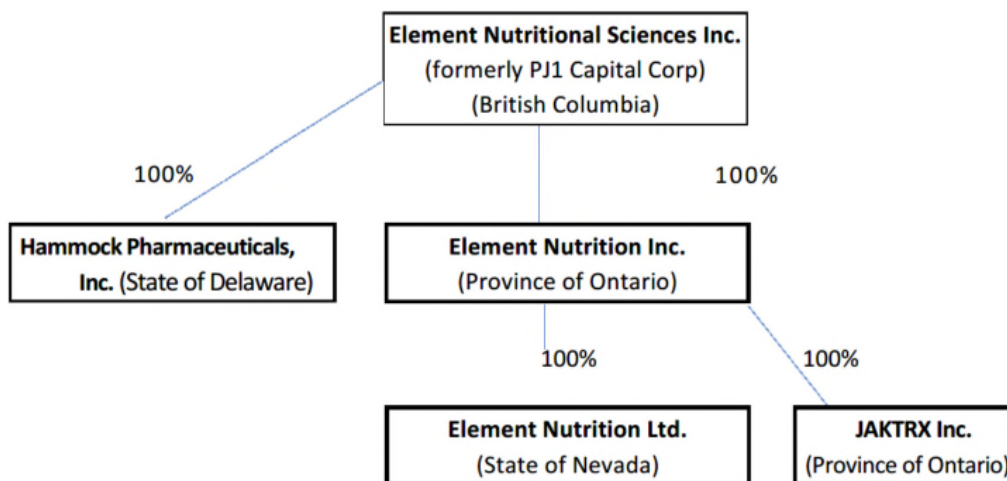 Element Nutritional Sciences Inc.
(formerly PJ1 Capital Corp)
(British Columbia)
100%
100%
Hammock Pharmaceuticals,
Inc. (State of Delaware)
Element Nutrition Inc.
(Province of Ontario)
100%
100%
Element Nutrition Ltd.
(State of Nevada)
JAKTRX Inc.
(Province of Ontario)